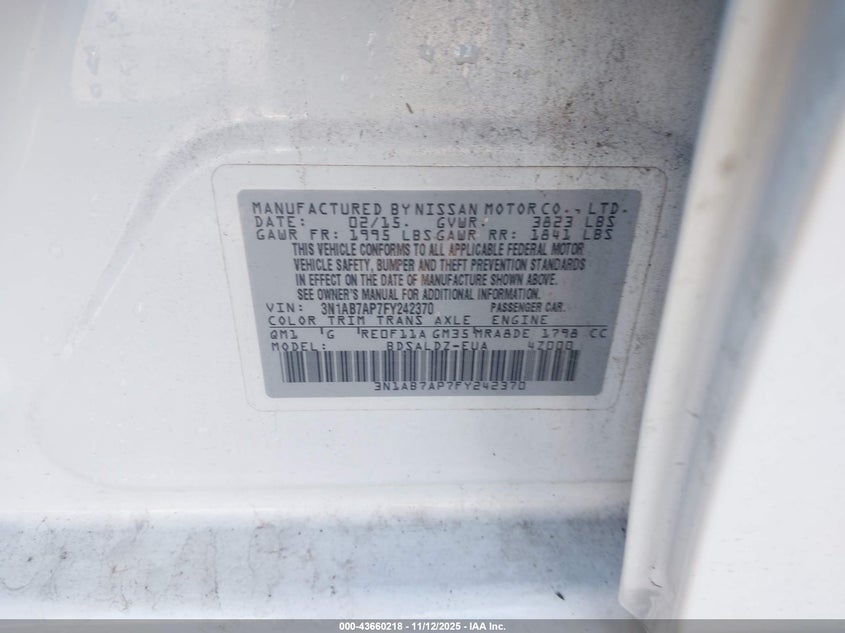 MANUFACTURED BY NISSAN MOTOR CO., LTD.
DATE: 02/15. GVWR: 3823 LBS
GAWR FR: 1995 LBS GAWR RR: 1841 LBS
THIS VEHICLE CONFORMS TO ALL APPLICABLE FEDERAL MOTOR
VEHICLE SAFETY, BUMPER AND THEFT PREVENTION STANDARDS
IN EFFECT ON THE DATE OF MANUFACTURE SHOWN ABOVE.
SEE OWNER'S MANUAL FOR ADDITIONAL INFORMATION.
VIN: 3N1AB7AP7FY242370 PASSENGER CAR.
COLOR TRIM TRANS AXLE ENGINE
QM1 G RE0F11A GM35 MRA8DE 1798 CC
MODEL: BDSALDZ-EUA 4Z000
3N1AB7AP7FY242370
000-43660218 - 11/12/2025 - IAA Inc.